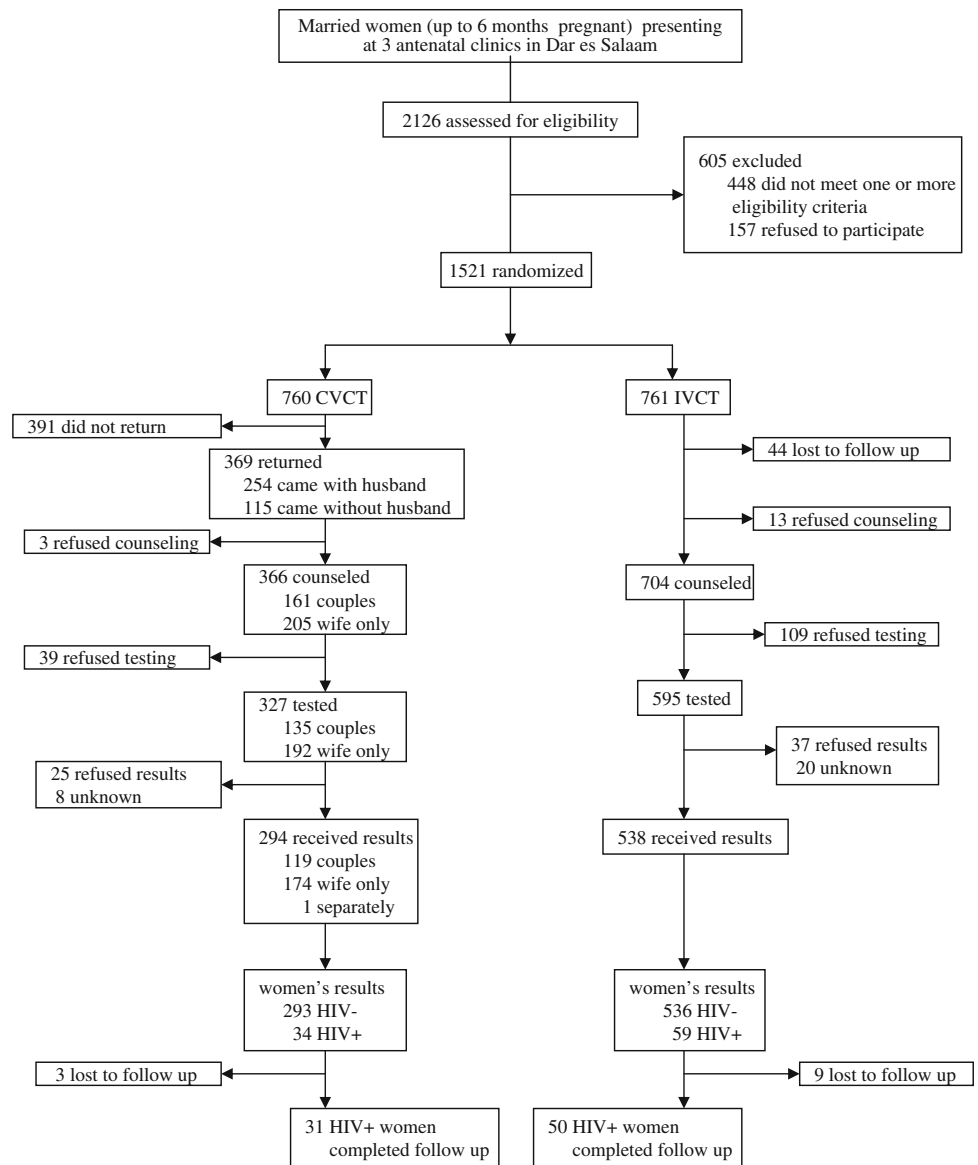 Married women (up to 6 months pregnant) presenting
at 3 antenatal clinics in Dar es Salaam
2126 assessed for eligibility
605 excluded
448 did not meet one or more
eligibility criteria
157 refused to participate
1521 randomized
760 CVCT
761 IVCT
391 did not return
44 lost to follow up
369 returned
254 came with husband
115 came without husband
13 refused counseling
3 refused counseling
366 counseled
161 couples
205 wife only
704 counseled
109 refused testing
39 refused testing
327 tested
135 couples
192 wife only
595 tested
37 refused results
20 unknown
25 refused results
8 unknown
294 received results
119 couples
174 wife only
1 separately
538 received results
women's results
293 HIV-
34 HIV+
women's results
536 HIV-
59 HIV+
3 lost to follow up
9 lost to follow up
31 HIV+ women
completed follow up
50 HIV+ women
completed follow up